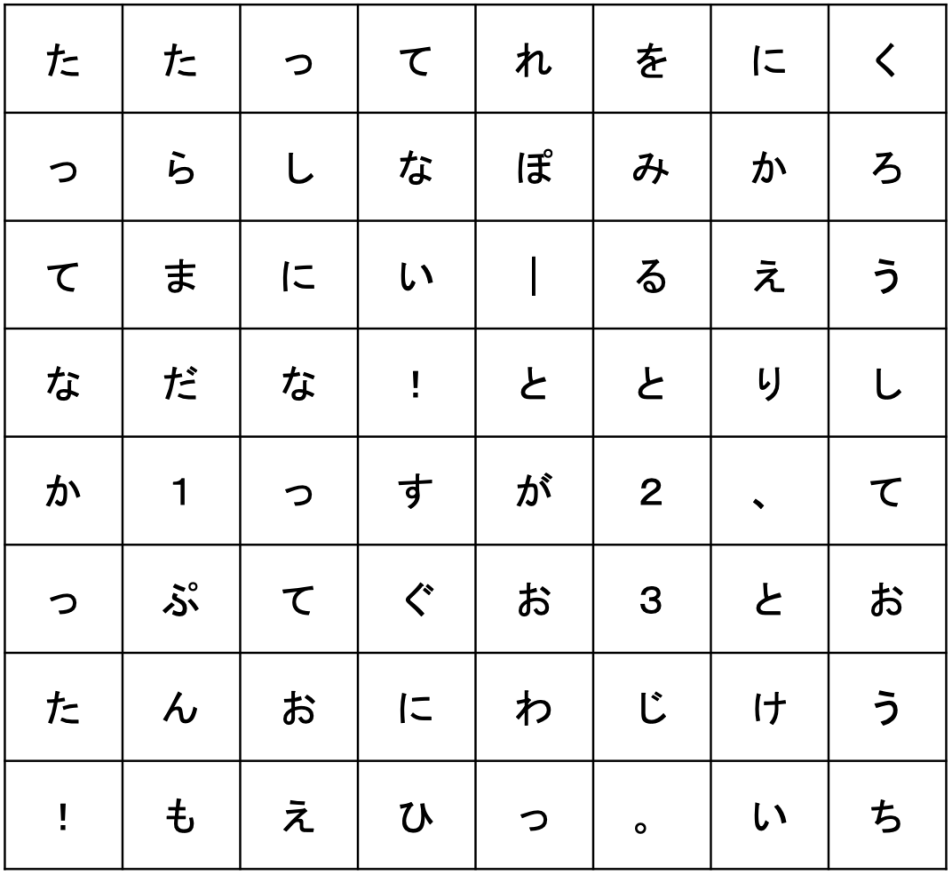 くろうしておうち
にかえり、とけい
をみると23じ。
れぽーとがおわっ
てない!すぐにひ
っしになっておえ
たらまだ1ぷんも
たってなかった!